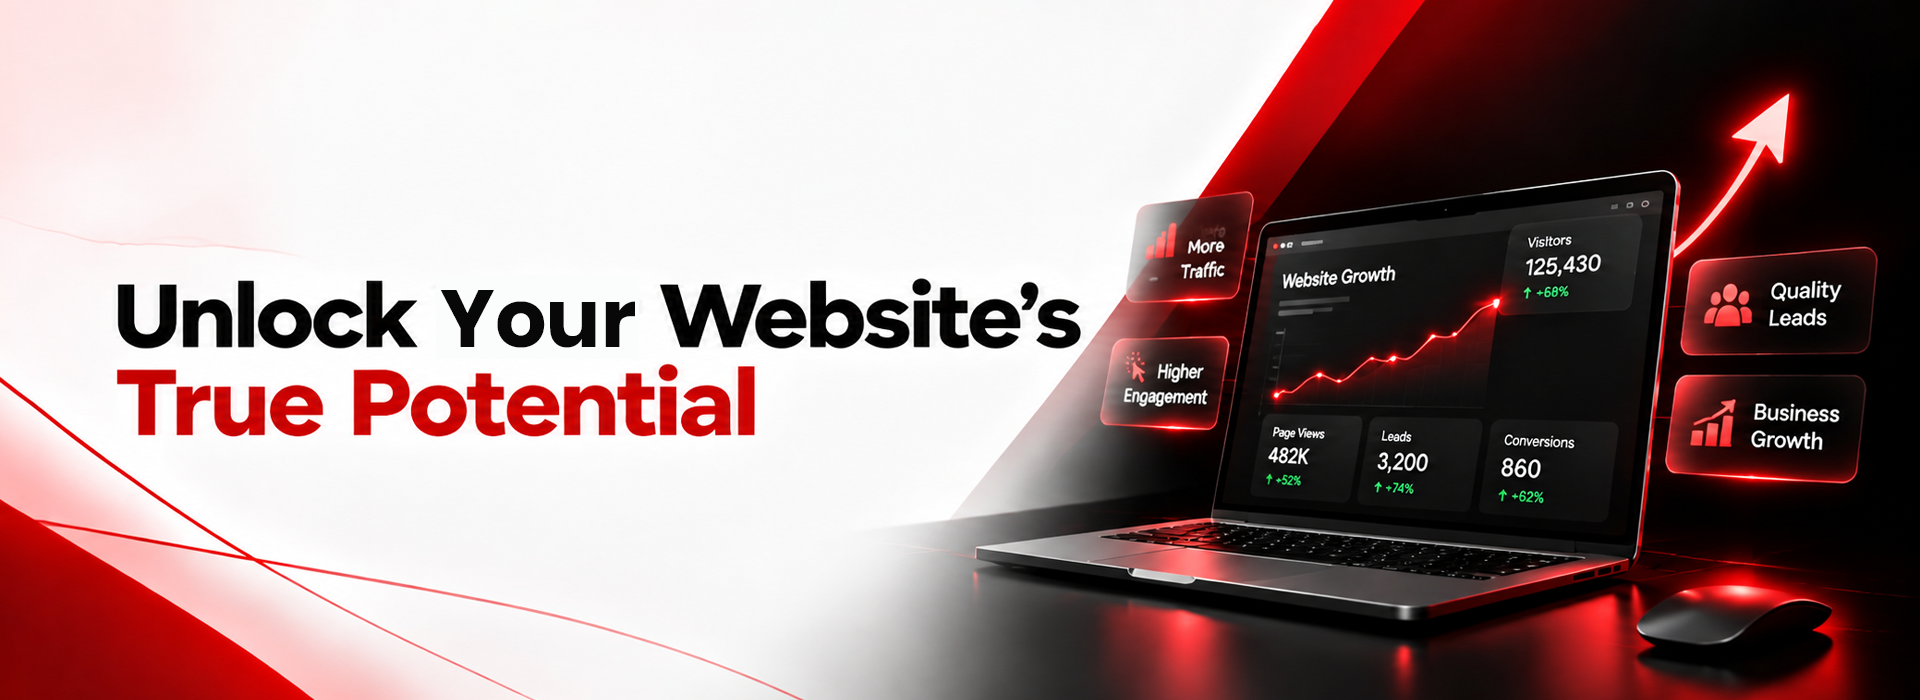 Unlock Your Website's
True Potential
More
Traffic
Higher
Engagement
Website Growth
Visitors
125,430
+68%
Page Views
482K
+52%
Leads
3,200
+74%
Conversions
860
+62%
Quality
Leads
Business
Growth